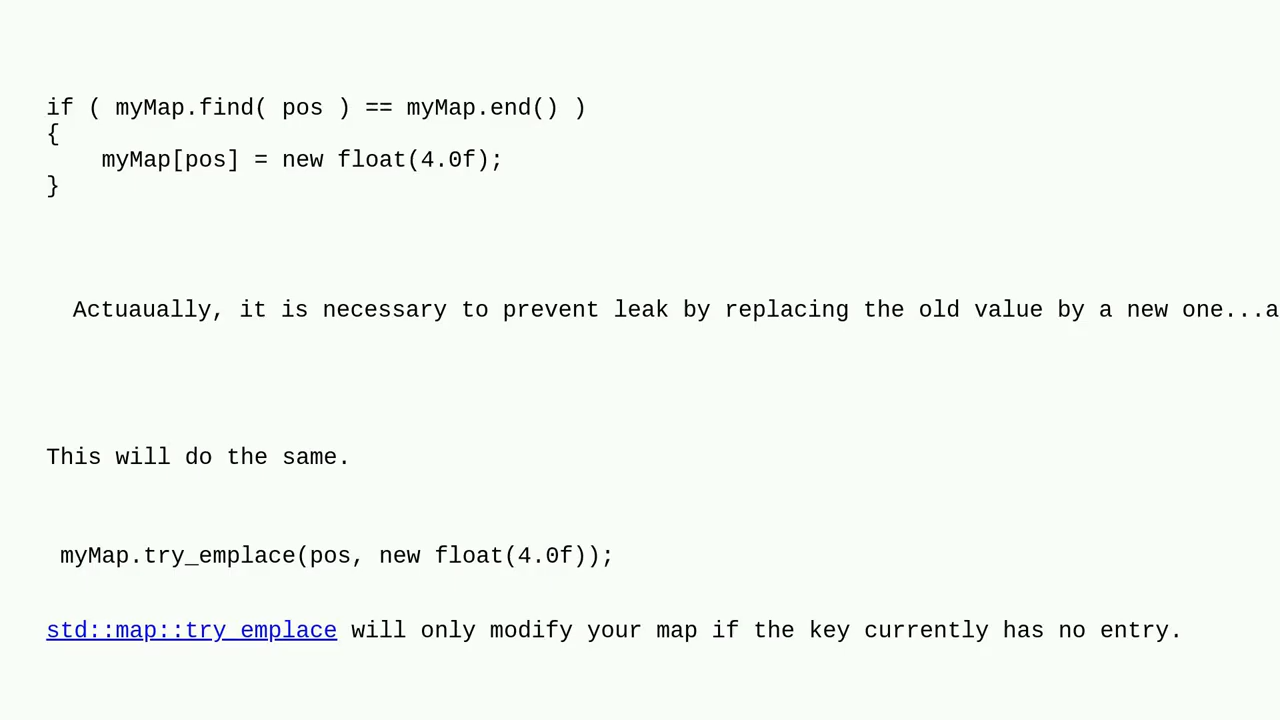 if ( myMap.find( pos ) == myMap.end() )
{
    myMap[pos] = new float(4.0f);
}
Actuaually, it is necessary to prevent leak by replacing the old value by a new one...a
This will do the same.
myMap.try_emplace(pos, new float(4.0f));
std::map::try_emplace will only modify your map if the key currently has no entry.